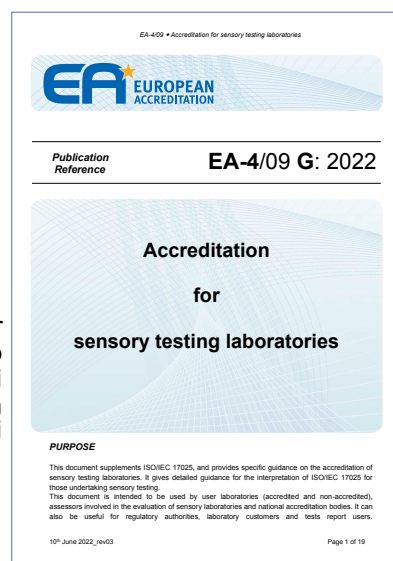 EA-4/09 • Accreditation for sensory testing laboratories
EA EUROPEAN
ACCREDITATION
Publication
Reference
EA-4/09 G: 2022
Accreditation
for
sensory testing laboratories
PURPOSE
This document supplements ISO/IEC 17025, and provides specific guidance on the accreditation of
sensory testing laboratories. It gives detailed guidance for the interpretation of ISO/IEC 17025 for
those undertaking sensory testing.
This document is intended to be used by user laboratories (accredited and non-accredited),
assessors involved in the evaluation of sensory laboratories and national accreditation bodies. It can
also be useful for regulatory authorities, laboratory customers and tests report users.
10th June 2022_rev03
Page 1 of 19